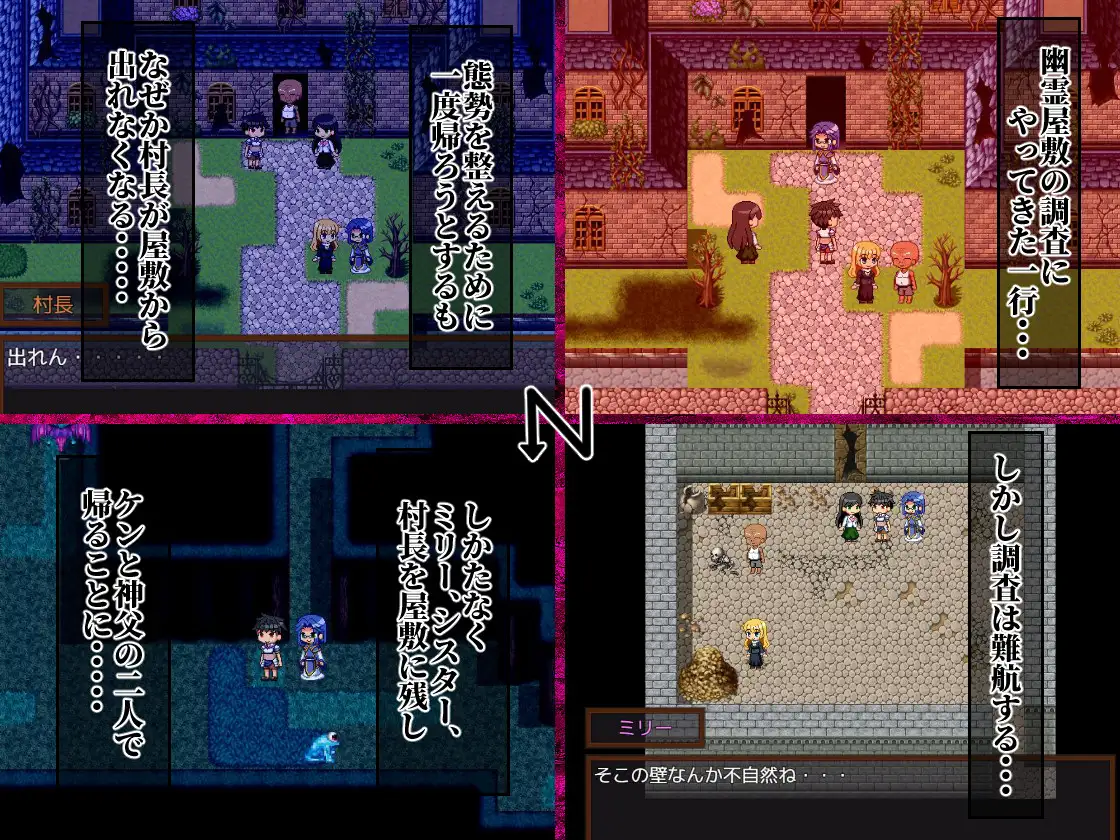 幽霊屋敷の調査に
やってきた一行‥‥
しかし調査は難航する‥‥
ミリー
そこの壁なんか不自然ね・・・
態勢を整えるために
一度帰ろうとするも
なぜか村長が屋敷から
出れなくなる‥‥‥
村長
出れん・・・・・
しかたなく
ミリー、シスター、
村長を屋敷に残し
ケンと神父の二人で
帰ることに‥‥‥